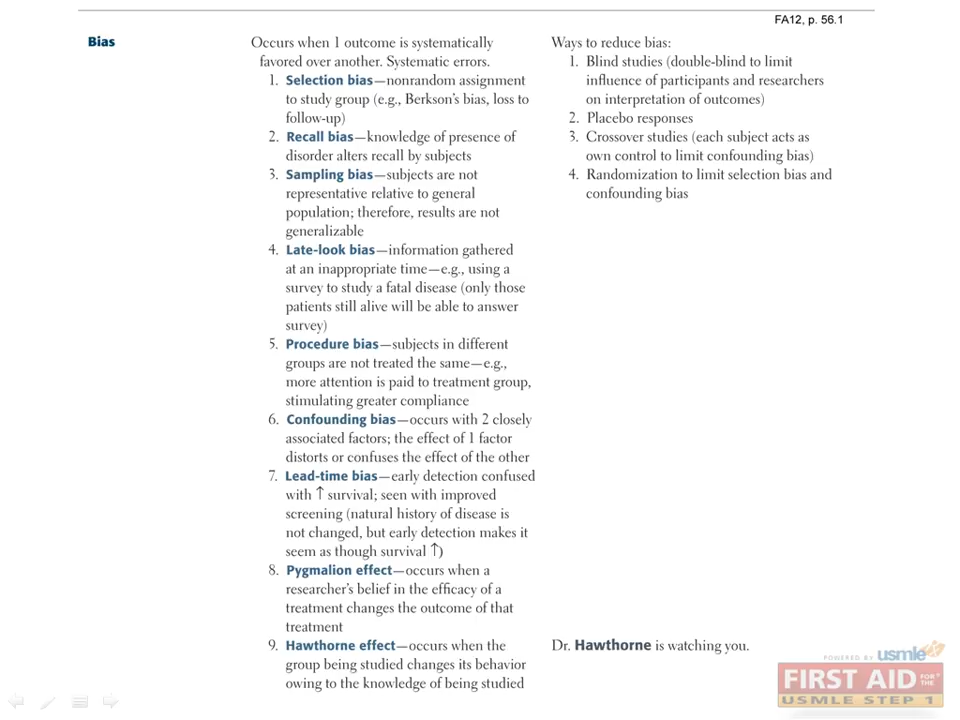 FA12, p. 56.1
Bias
Occurs when 1 outcome is systematically
favored over another. Systematic errors.
1. Selection bias—nonrandom assignment
to study group (e.g., Berkson's bias, loss to
follow-up)
2. Recall bias—knowledge of presence of
disorder alters recall by subjects
3. Sampling bias—subjects are not
representative relative to general
population; therefore, results are not
generalizable
4. Late-look bias—information gathered
at an inappropriate time—e.g., using a
survey to study a fatal disease (only those
patients still alive will be able to answer
survey)
5. Procedure bias—subjects in different
groups are not treated the same—e.g.,
more attention is paid to treatment group,
stimulating greater compliance
6. Confounding bias—occurs with 2 closely
associated factors; the effect of 1 factor
distorts or confuses the effect of the other
7. Lead-time bias—early detection confused
with ↑ survival; seen with improved
screening (natural history of disease is
not changed, but early detection makes it
seem as though survival ↑)
8. Pygmalion effect—occurs when a
researcher's belief in the efficacy of a
treatment changes the outcome of that
treatment
9. Hawthorne effect—occurs when the
group being studied changes its behavior
owing to the knowledge of being studied
Ways to reduce bias:
1. Blind studies (double-blind to limit
influence of participants and researchers
on interpretation of outcomes)
2. Placebo responses
3. Crossover studies (each subject acts as
own control to limit confounding bias)
4. Randomization to limit selection bias and
confounding bias
Dr. Hawthorne is watching you.
POWERED BY usmle
FIRST AID FOR THE
USMLE STEP 1